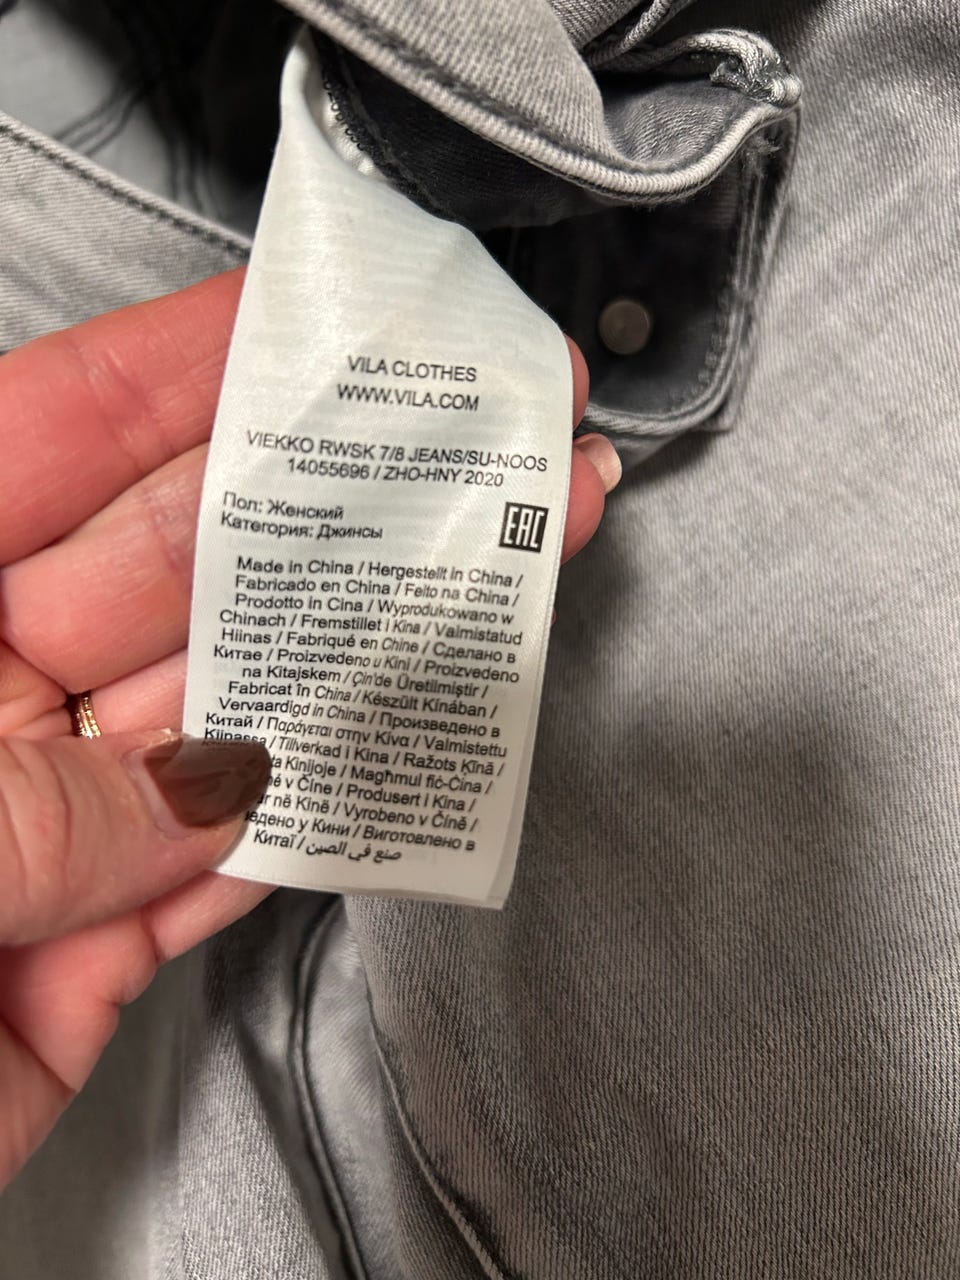 VILA CLOTHES
WWW.VILA.COM
VIEKKO RWSK 7/8 JEANS/SU-NOOS
14055696 / ZHO-HNY 2020
Пол: Женский
Категория: Джинсы
EAC
Made in China / Hergestellt in China /
Fabricado en China / Feito na China /
Prodotto in Cina / Wyprodukowano w
Chinach / Fremstillet i Kina / Valmistatud
Hiinas / Fabriqué en Chine / Сделано в
Китае / Proizvedeno u Kini / Proizvedeno
na Kitajskem / Çin'de Üretilmiştir /
Fabricat în China / Készült Kínában /
Vervaardigd in China / Произведено в
Китай / Παράγεται στην Κίνα / Valmistettu
Kiinassa / Tillverkad i Kina / Ražots Ķīnā /
Kinijoje / Magħmul fiċ-Ċina /
v Číne / Produsert i Kina /
në Kinë / Vyrobeno v Číně /
у Кини / Виготовлено в
Китаї / صنع في الصين